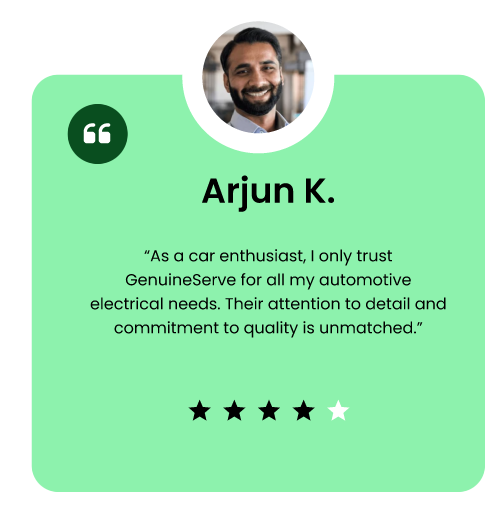 Arjun K.
“As a car enthusiast, I only trust
GenuineServe for all my automotive
electrical needs. Their attention to detail and
commitment to quality is unmatched.”